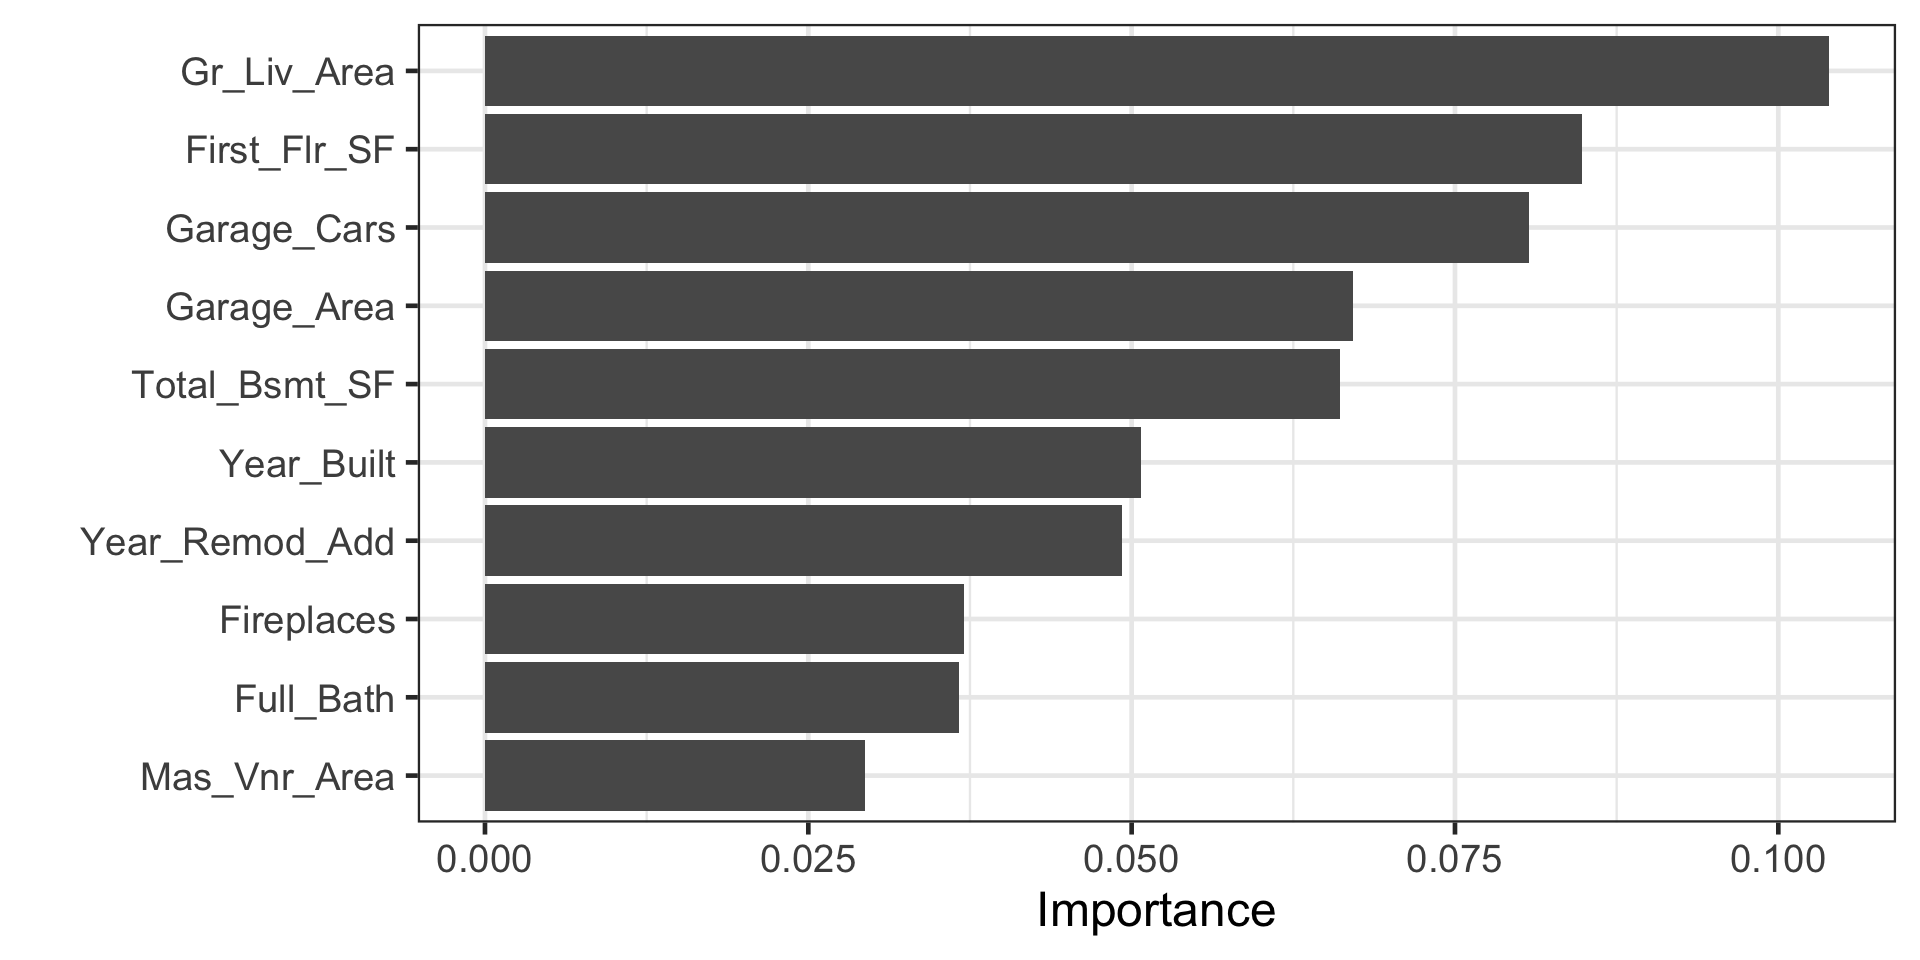 Gr_Liv_Area
First_Flr_SF
Garage_Cars
Garage_Area
Total_Bsmt_SF
Year_Built
Year_Remod_Add
Fireplaces
Full_Bath
Mas_Vnr_Area
0.000 0.025 0.050 0.075 0.100
Importance